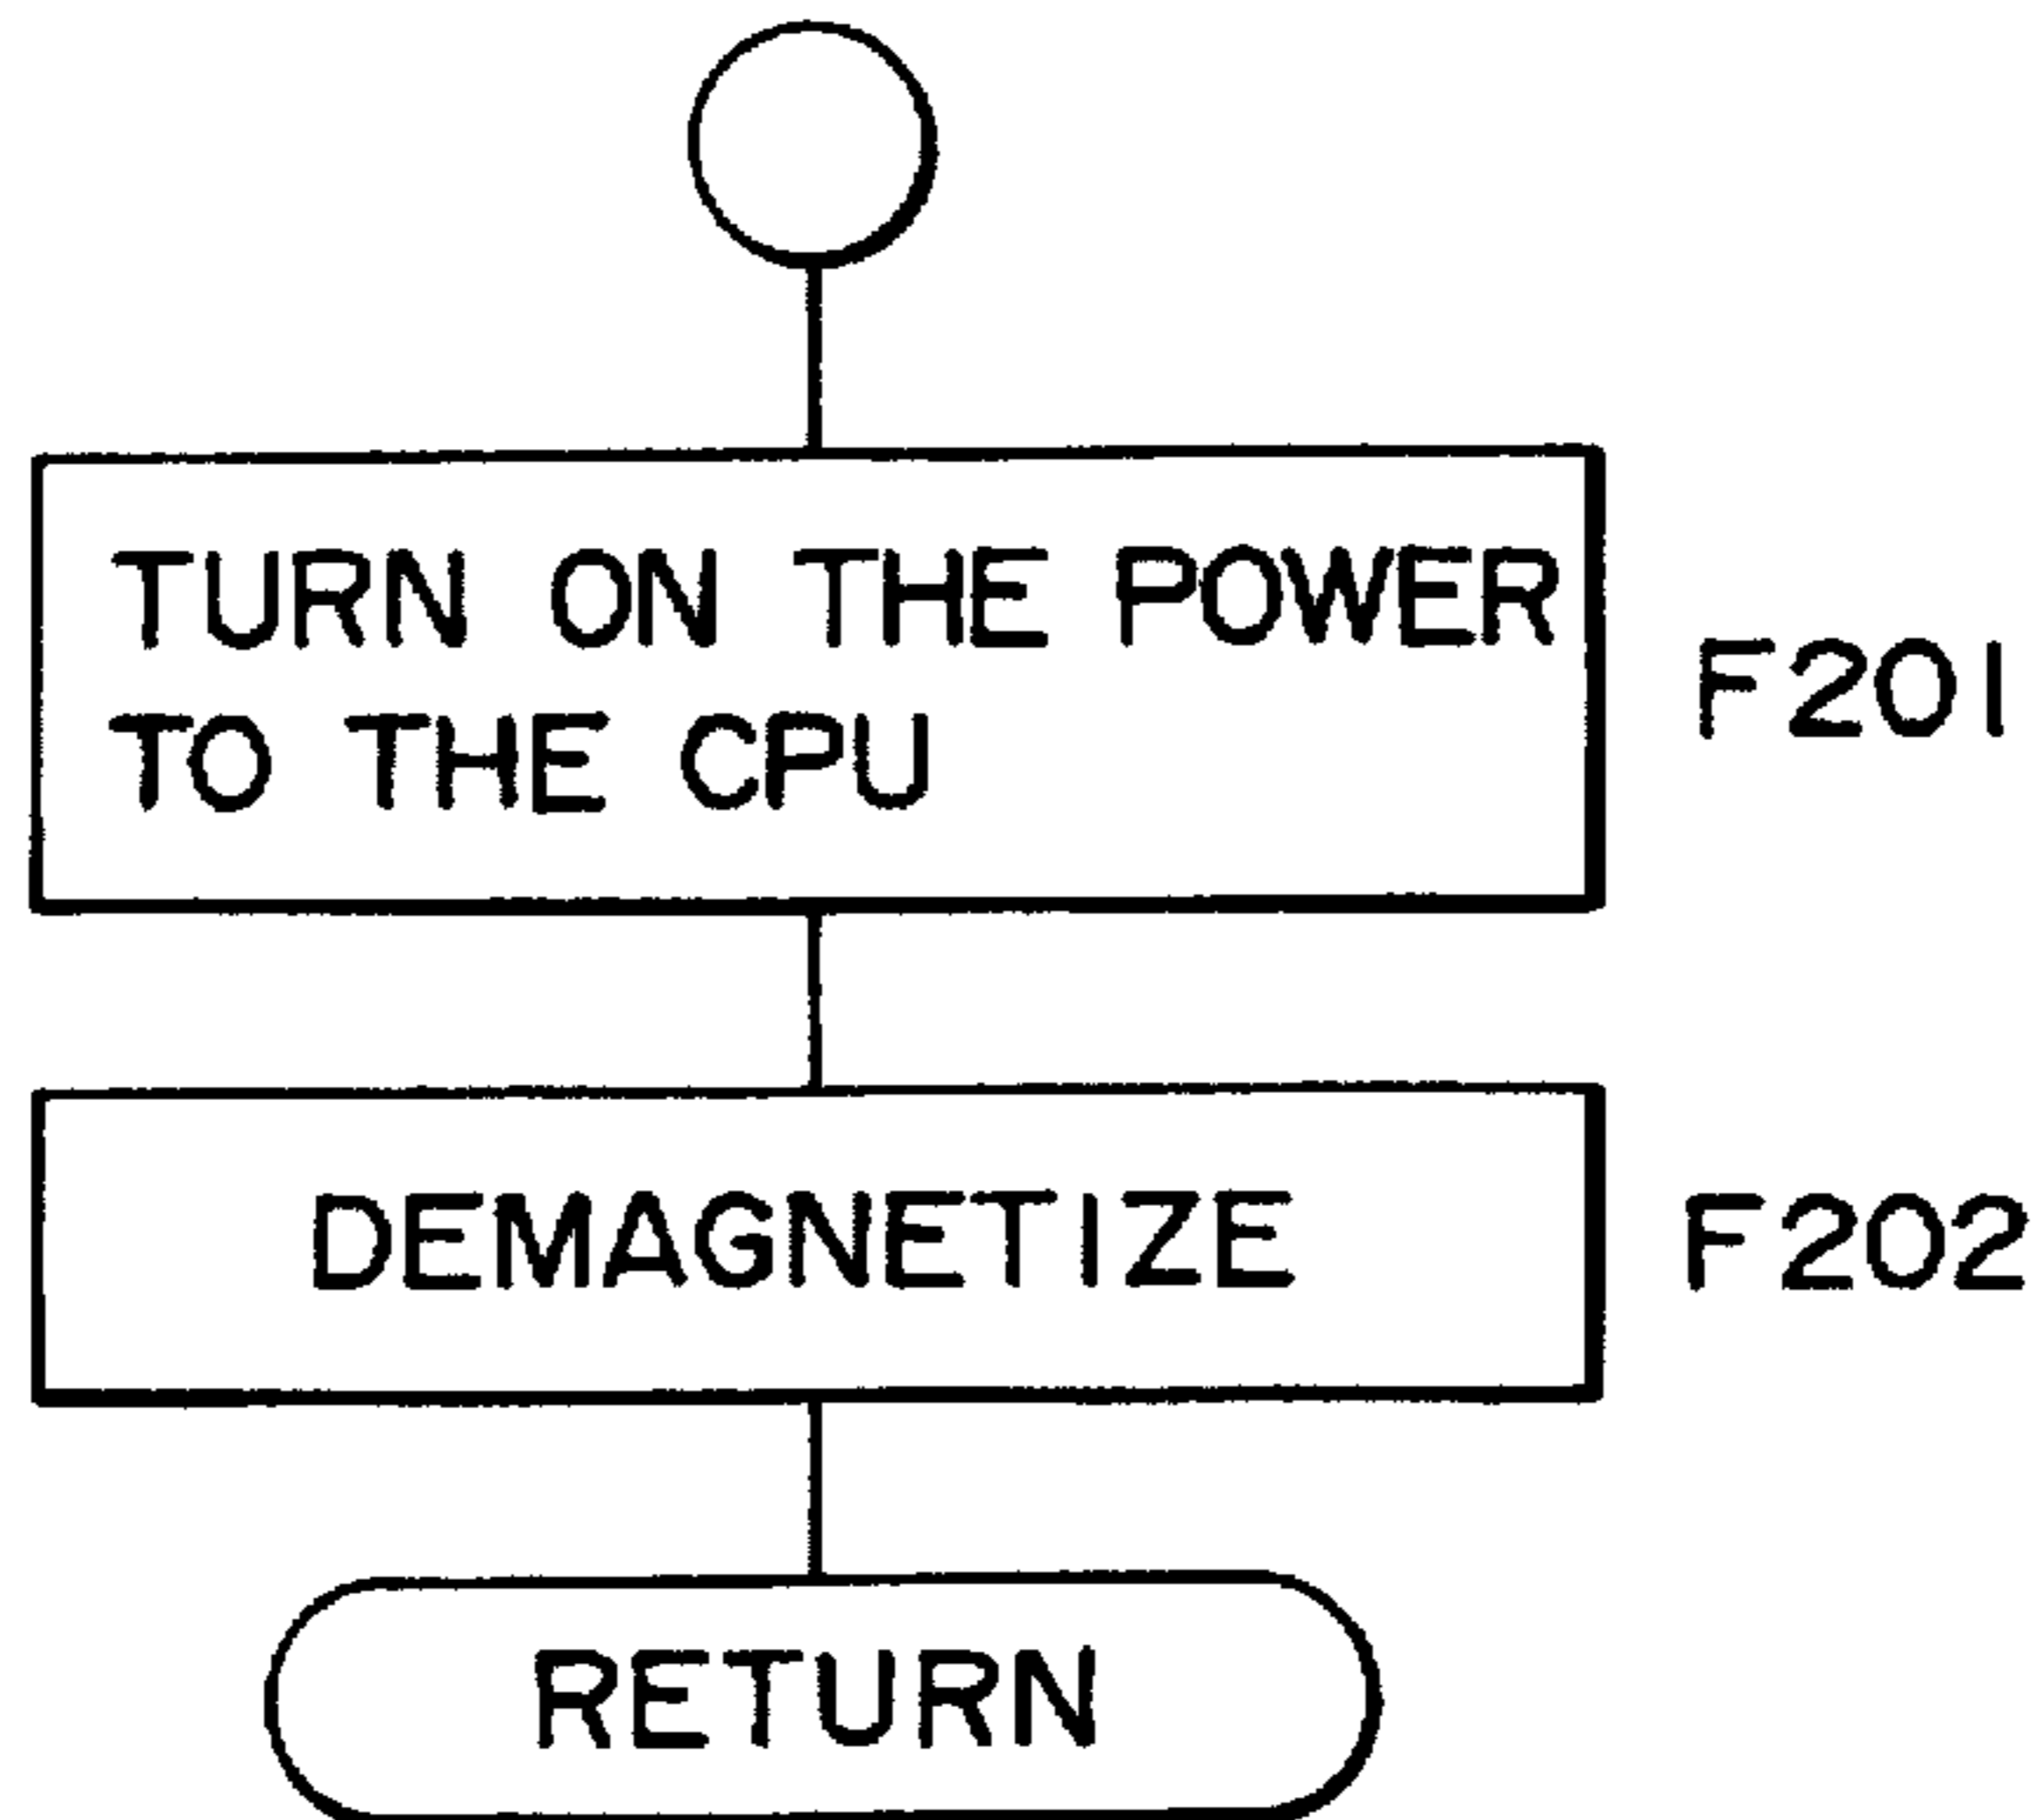 TURN ON THE POWER
TO THE CPU
F201
DEMAGNETIZE
F202
RETURN